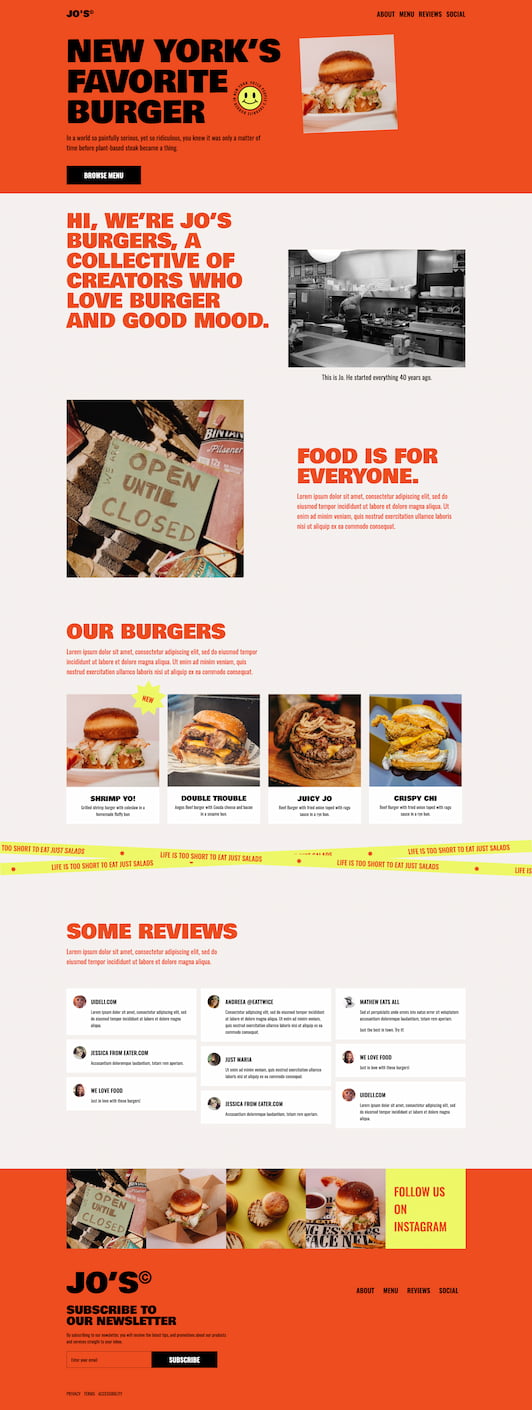 JO'S©
ABOUT MENU REVIEWS SOCIAL
NEW YORK'S
FAVORITE
BURGER
In a world so painfully serious, yet so ridiculous, you knew it was only a matter of
time before plant-based steak became a thing.
BROWSE MENU
HI, WE'RE JO'S
BURGERS, A
COLLECTIVE OF
CREATORS WHO
LOVE BURGER
AND GOOD MOOD.
This is Jo. He started everything 40 years ago.
WE ARE
OPEN
UNTIL
CLOSED
BINTAN
Pilsener
FOOD IS FOR
EVERYONE.
Lorem ipsum dolor sit amet, consectetur adipiscing elit, sed do
eiusmod tempor incididunt ut labore et dolore magna aliqua. Ut
enim ad minim veniam, quis nostrud exercitation ullamco laboris
nisi ut aliquip ex ea commodo consequat.
OUR BURGERS
Lorem ipsum dolor sit amet, consectetur adipiscing elit, sed do eiusmod tempor
incididunt ut labore et dolore magna aliqua. Ut enim ad minim veniam, quis
nostrud exercitation ullamco laboris nisi ut aliquip ex ea commodo consequat.
NEW
SHRIMP YO!
Grilled shrimp burger with coleslaw in a
homemade fluffy bun
DOUBLE TROUBLE
Angus Beef burger with Gouda cheese and bacon
in a sesame bun.
JUICY JO
Beef Burger with fried onion toped with ragu
sauce in a rye bun.
CRISPY CHI
Beef Burger with fried onion toped with ragu
sauce in a rye bun.
TOO SHORT TO EAT JUST SALADS
LIFE IS TOO SHORT TO EAT JUST SALADS
LIFE IS TOO SHORT TO EAT JUST SALADS
LIFE IS TOO SHORT TO EAT JUST SALADS
LIFE IS TOO SHORT TO EAT JUST SALADS
LIFE IS
SOME REVIEWS
Lorem ipsum dolor sit amet, consectetur adipiscing elit, sed do
eiusmod tempor incididunt ut labore et dolore magna aliqua.
UIDELI.COM
Lorem ipsum dolor sit amet, consectetur adipiscing elit,
sed do eiusmod tempor incididunt ut labore et dolore magna
aliqua.
JESSICA FROM EATER.COM
Accusantium doloremque laudantium, totam rem aperiam.
WE LOVE FOOD
Just in love with these burgers!
ANDREEA @EATTWICE
Lorem ipsum dolor sit amet, consectetur adipiscing elit, sed
do eiusmod tempor incididunt ut labore et dolore magna
aliqua. Ut enim ad minim veniam,
quis nostrud exercitation ullamco laboris nisi ut aliquip ex ea
commodo consequat.
JUST MARIA
Ut enim ad minim veniam, quis nostrud exercitation
ullamco laboris nisi ut aliquip ex ea commodo consequat.
JESSICA FROM EATER.COM
Accusantium doloremque laudantium, totam rem aperiam.
MATHEW EATS ALL
Sed ut perspiciatis unde omnis iste natus error sit voluptatem
accusantium doloremque laudantium, totam rem aperiam.
Just the best in town. Try it!
WE LOVE FOOD
Just in love with these burgers!
UIDELI.COM
Lorem ipsum dolor sit amet, consectetur adipiscing elit,
sed do eiusmod tempor incididunt ut labore et dolore
magna aliqua.
WE ARE
OPEN
UNTIL
CLOSED
FOLLOW US
ON
INSTAGRAM
JO'S©
ABOUT MENU REVIEWS SOCIAL
SUBSCRIBE TO
OUR NEWSLETTER
By subscribing to our newsletter, you will receive the latest tips, and promotions about our products
and services straight to your inbox.
Enter your email
SUBSCRIBE
PRIVACY TERMS ACCESSIBILITY